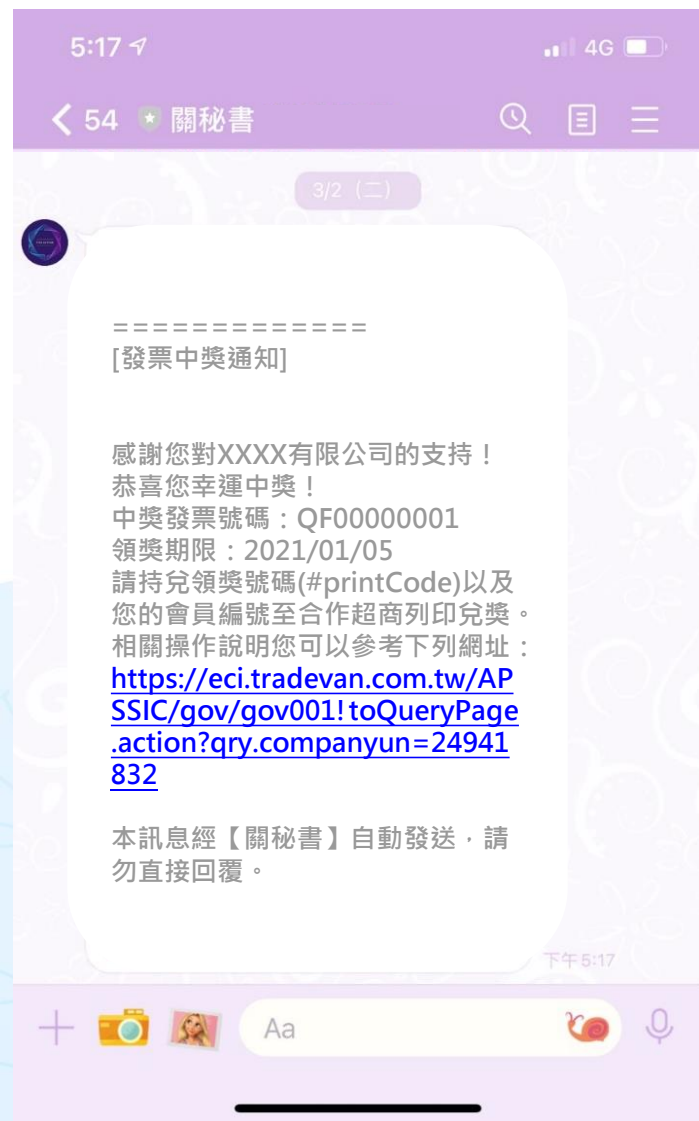 5:17
4G
54 關秘書
3/2 (二)
=============
[發票中獎通知]
感謝您對XXXX有限公司的支持！
恭喜您幸運中獎！
中獎發票號碼：QF00000001
領獎期限：2021/01/05
請持兌領獎號碼(#printCode)以及
您的會員編號至合作超商列印兌獎。
相關操作說明您可以參考下列網址：
https://eci.tradevan.com.tw/AP
SSIC/gov/gov001!toQueryPage
.action?qry.companyun=24941
832
本訊息經【關秘書】自動發送，請
勿直接回覆。
下午 5:17
Aa